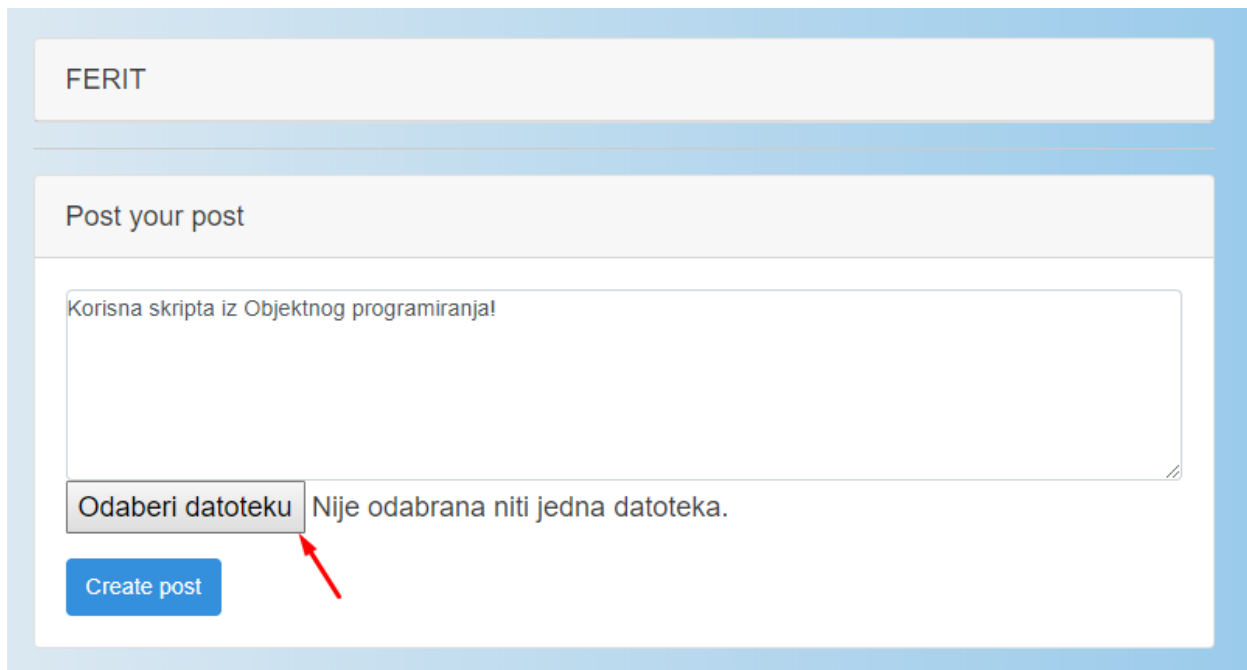 FERIT
Post your post
Korisna skripta iz Objektnog programiranja!
Odaberi datoteku Nije odabrana niti jedna datoteka.
Create post